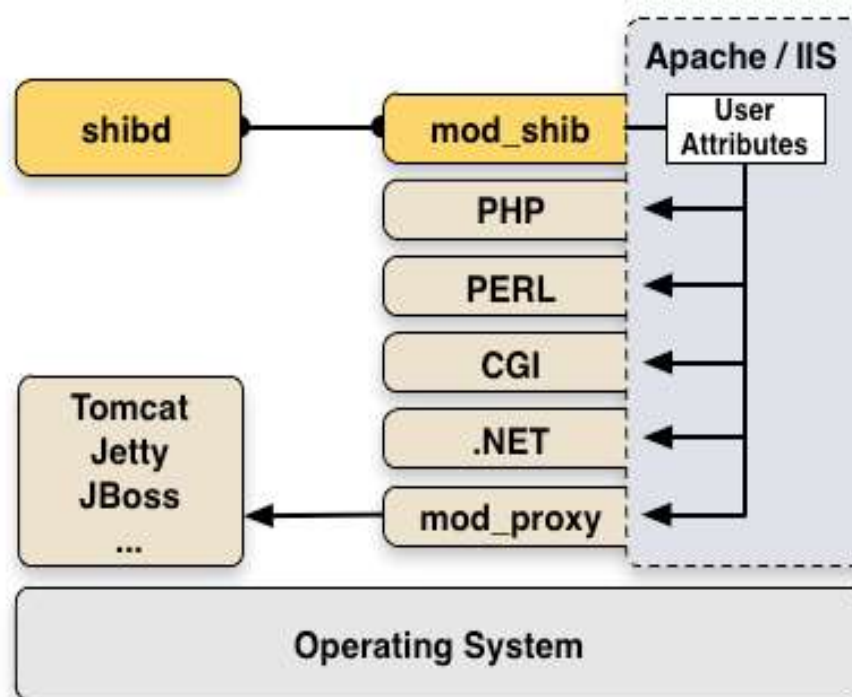 Apache / IIS
shibd
mod_shib
User
Attributes
PHP
PERL
CGI
.NET
mod_proxy
Tomcat
Jetty
JBoss
...
Operating System